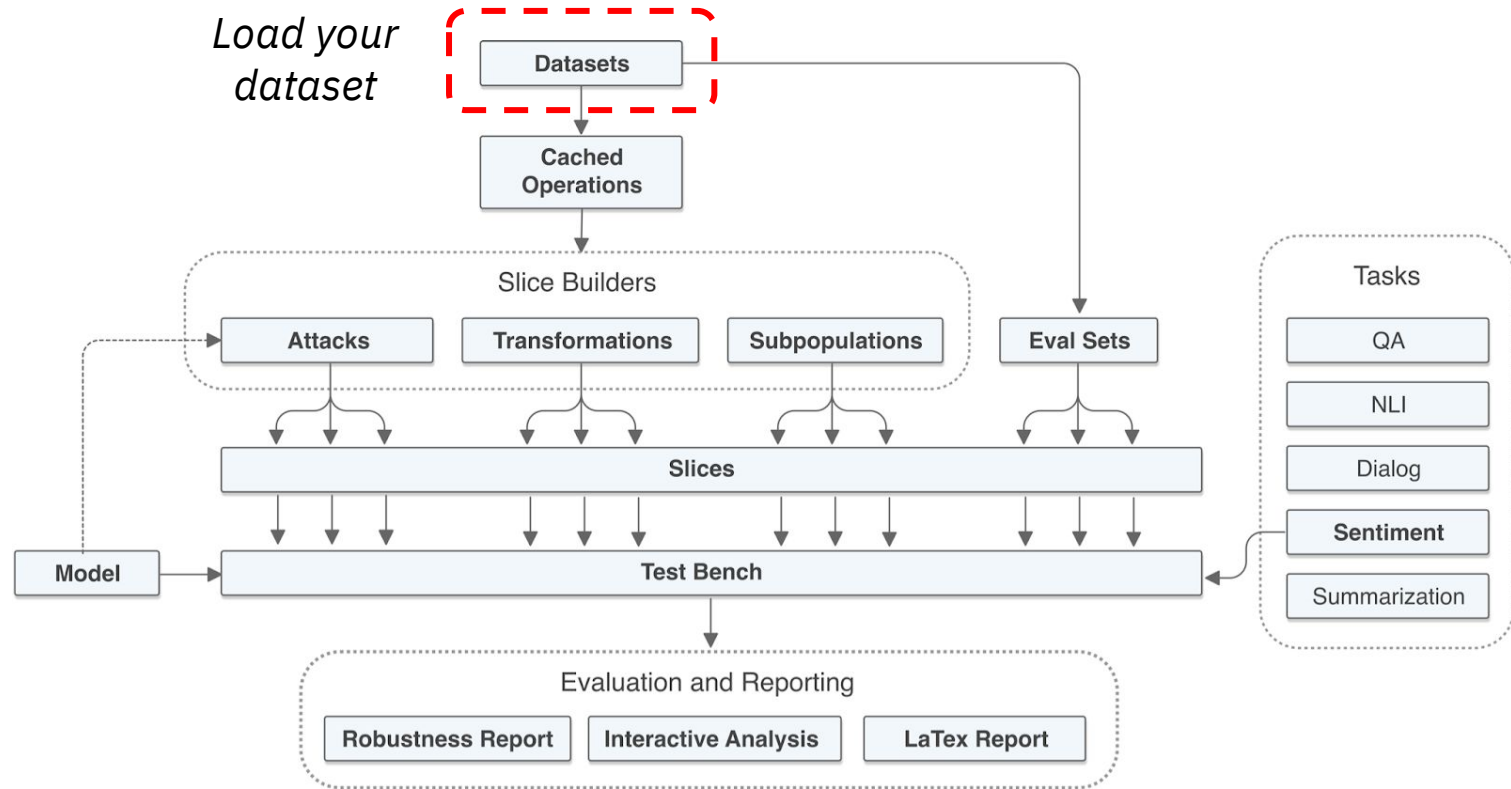 Load your
dataset
Datasets
Cached
Operations
Slice Builders
Attacks
Transformations
Subpopulations
Eval Sets
Tasks
QA
NLI
Dialog
Sentiment
Summarization
Slices
Model
Test Bench
Evaluation and Reporting
Robustness Report
Interactive Analysis
LaTex Report